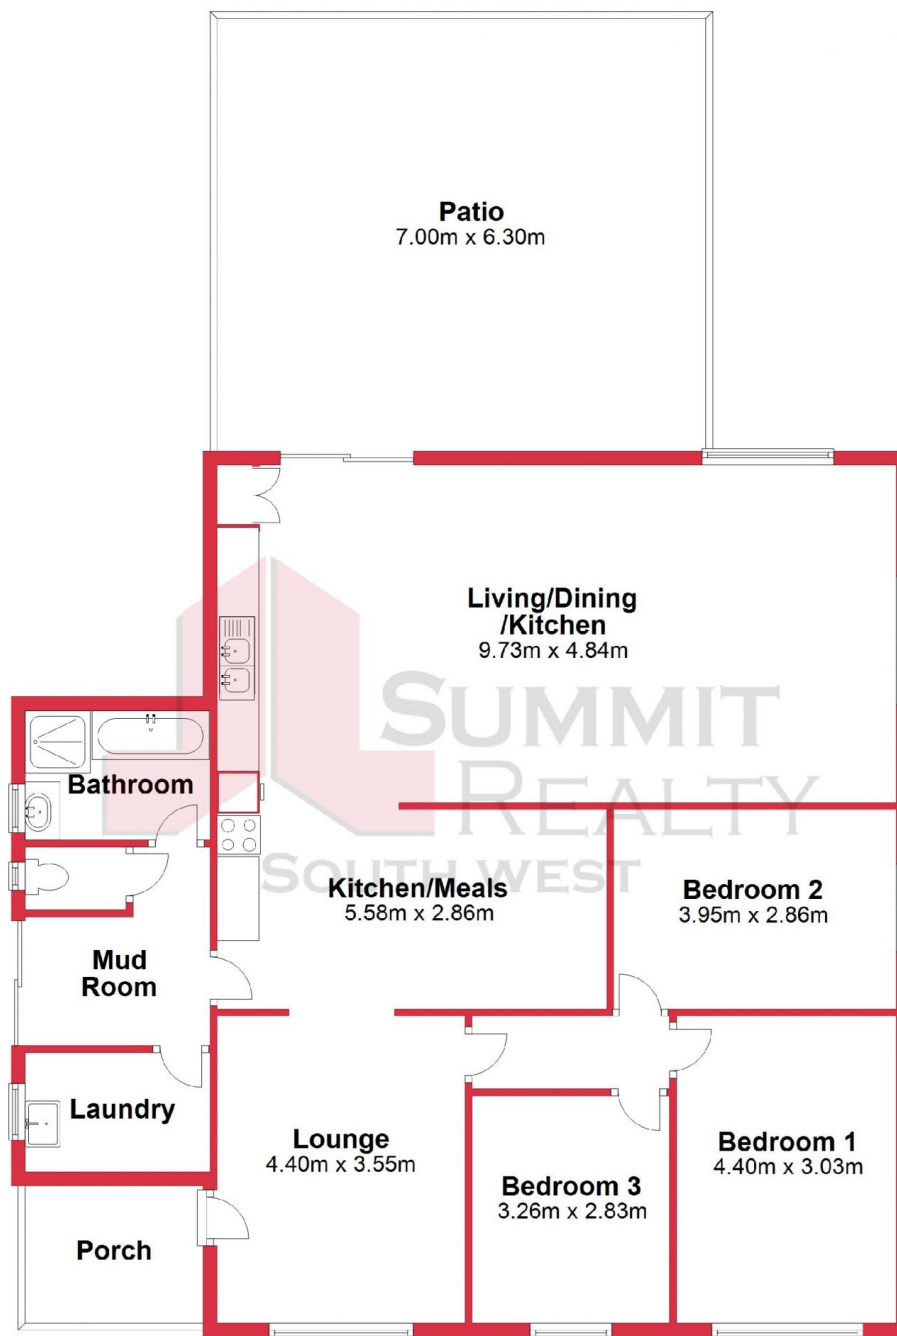 Patio
7.00m x 6.30m
Living/Dining
/Kitchen
9.73m x 4.84m
SUMMIT
REALTY
SOUTH WEST
Bathroom
Kitchen/Meals
5.58m x 2.86m
Bedroom 2
3.95m x 2.86m
Mud
Room
Laundry
Lounge
4.40m x 3.55m
Bedroom 3
3.26m x 2.83m
Bedroom 1
4.40m x 3.03m
Porch